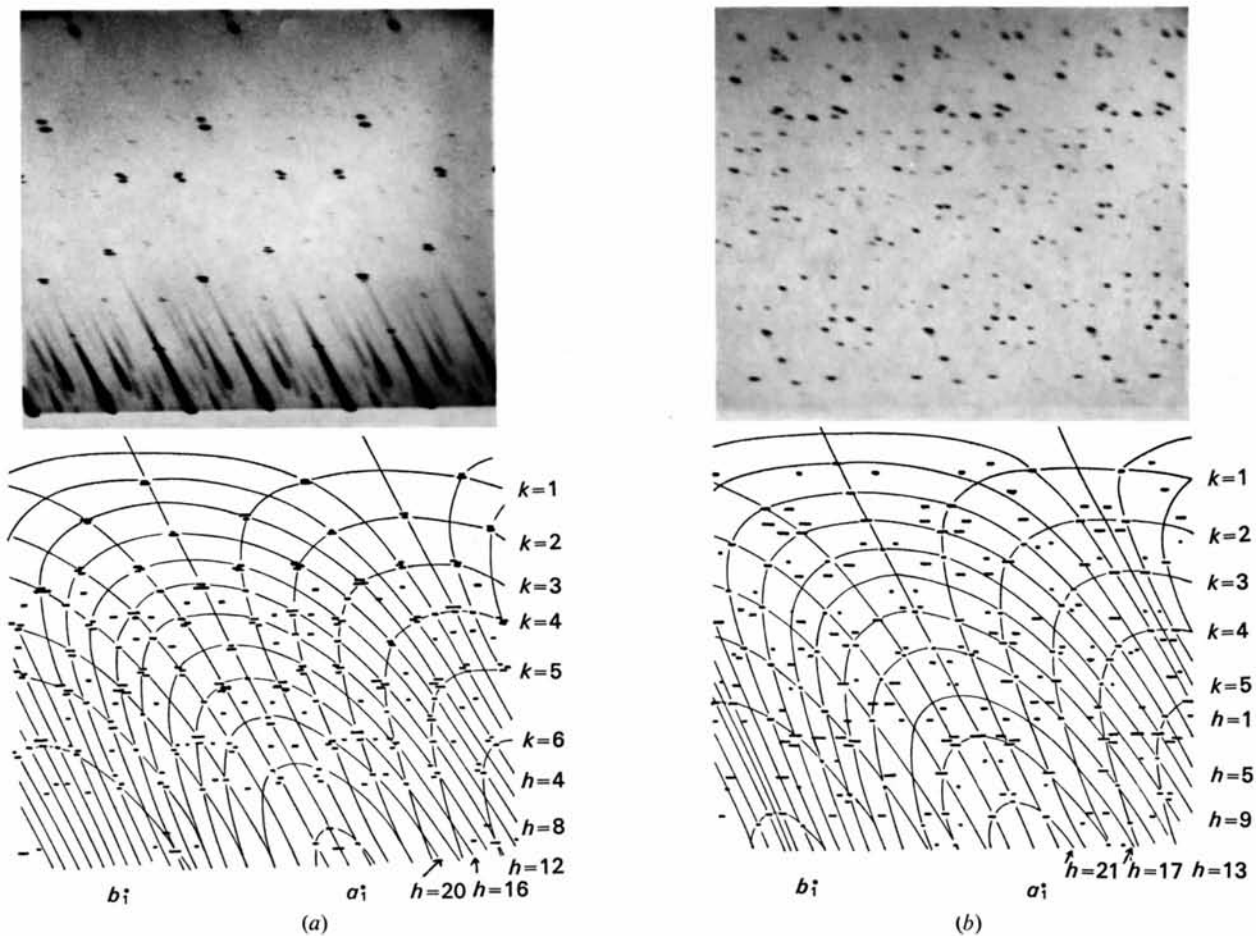 k=1
k=2
k=3
k=4
k=5
k=6
h=4
h=8
h=12
h=20
h=16
b₁*
a₁*
(a)
k=1
k=2
k=3
k=4
k=5
h=1
h=5
h=9
h=21
h=17
h=13
b₁*
a₁*
(b)